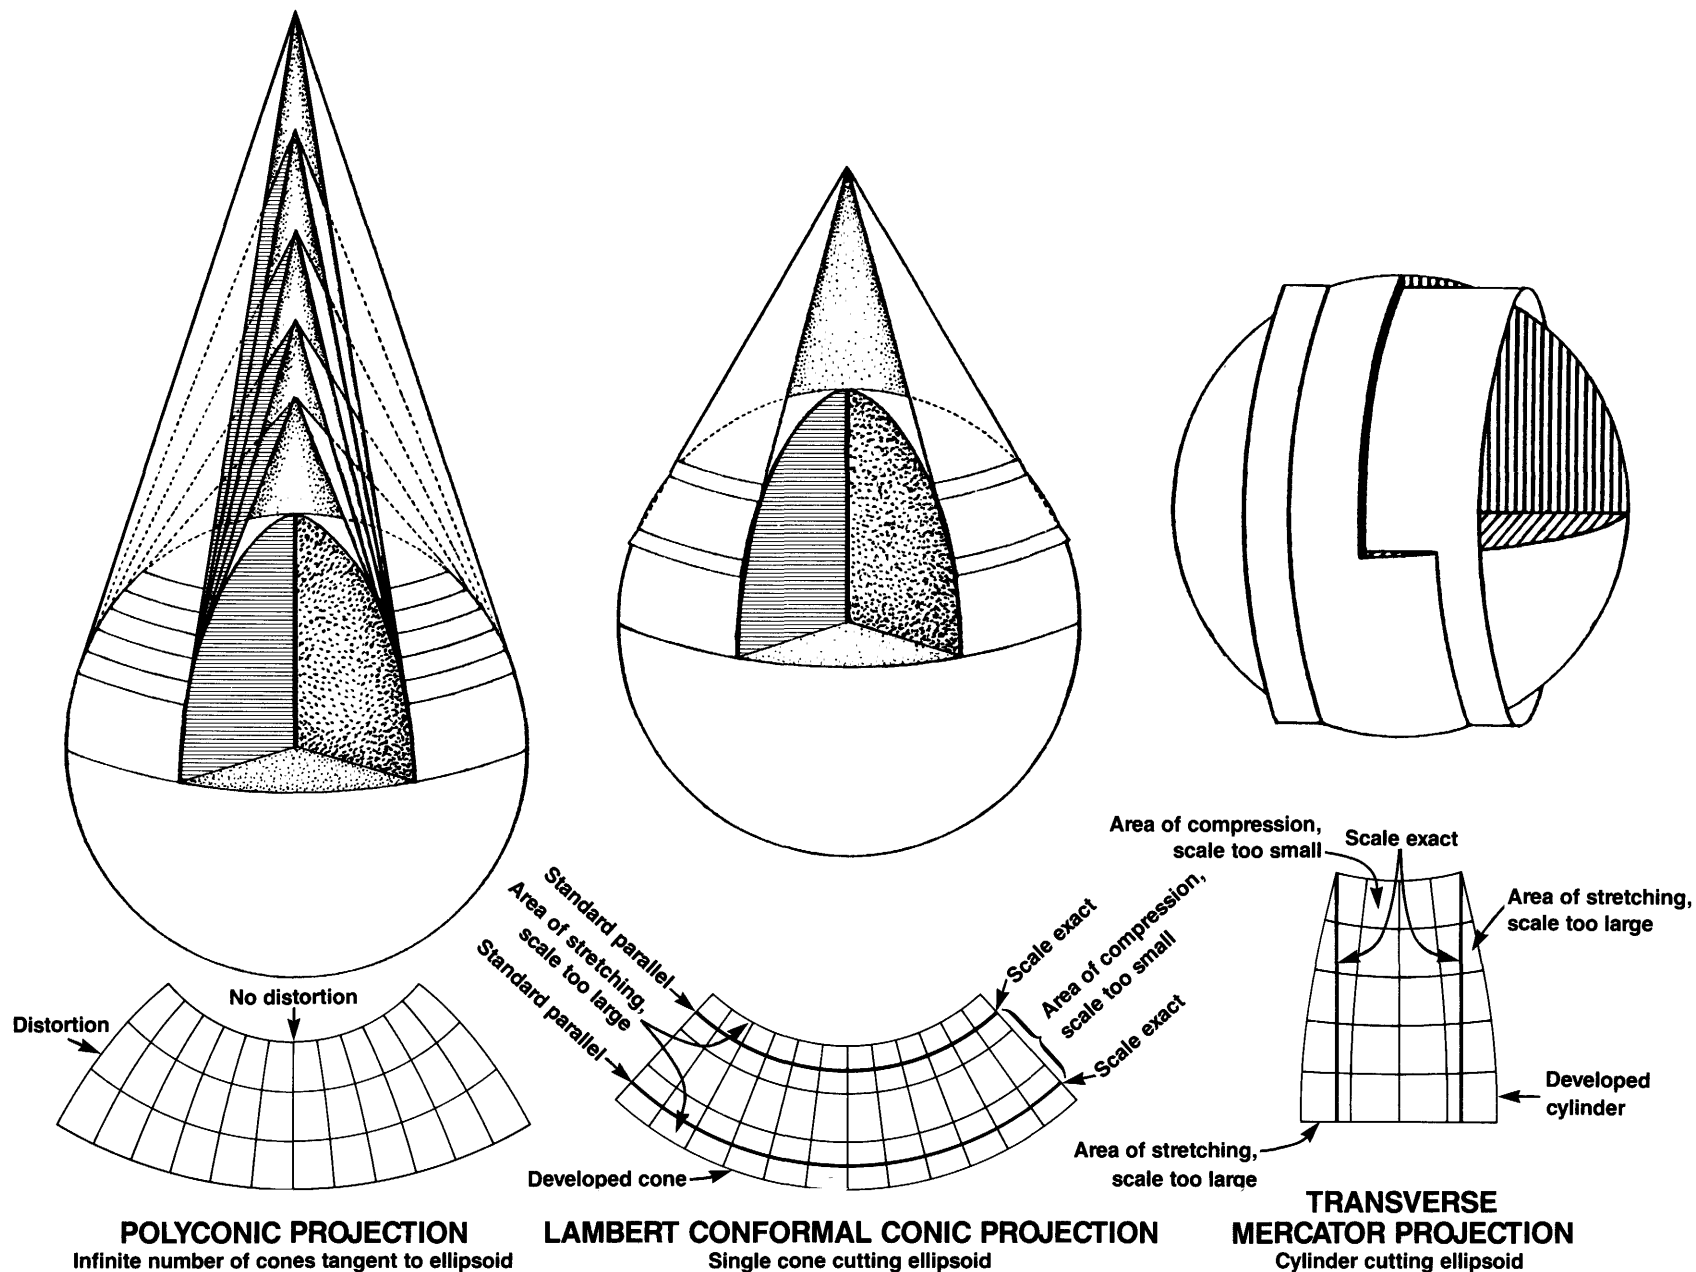 No distortion
Distortion
POLYCONIC PROJECTION
Infinite number of cones tangent to ellipsoid
Standard parallel
Area of stretching,
scale too large
Standard parallel
Scale exact
Area of compression,
scale too small
Scale exact
Developed cone
LAMBERT CONFORMAL CONIC PROJECTION
Single cone cutting ellipsoid
Area of compression,
scale too small
Scale exact
Area of stretching,
scale too large
Developed
cylinder
Area of stretching,
scale too large
TRANSVERSE
MERCATOR PROJECTION
Cylinder cutting ellipsoid